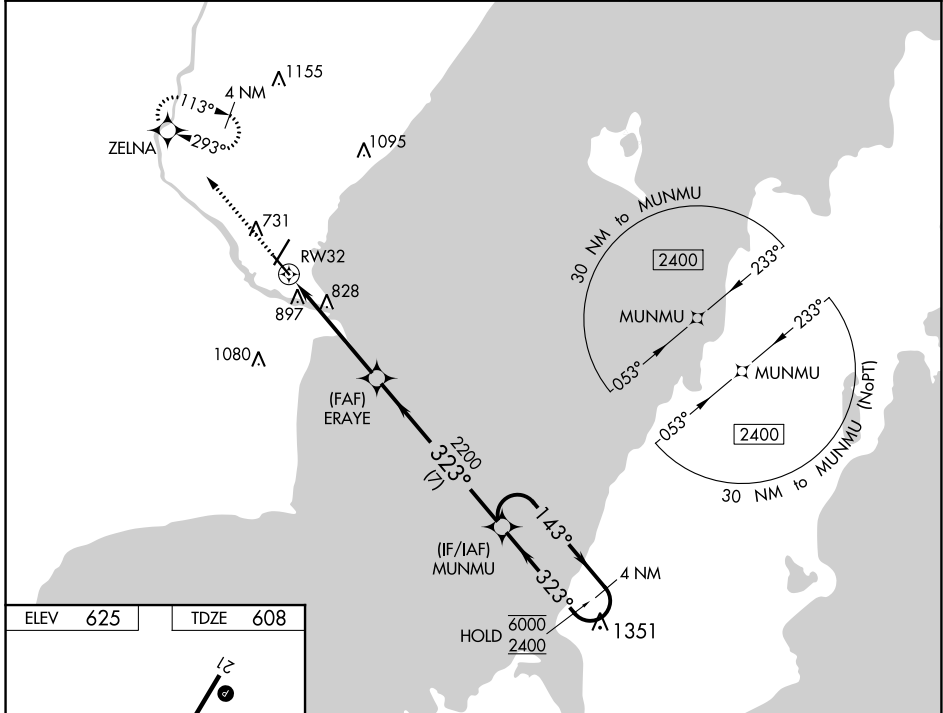 1155
4 NM
113°
293°
ZELNA
1095
731
RW32
828
897
1080
30 NM to MUNMU
2400
233°
MUNMU
053°
233°
MUNMU
053°
2400
30 NM to MUNMU (NoPT)
(FAF)
ERAYE
2200
323°
(7)
143°
(IF/IAF)
MUNMU
323°
4 NM
HOLD
6000
2400
1351
ELEV 625
TDZE 608
21
P